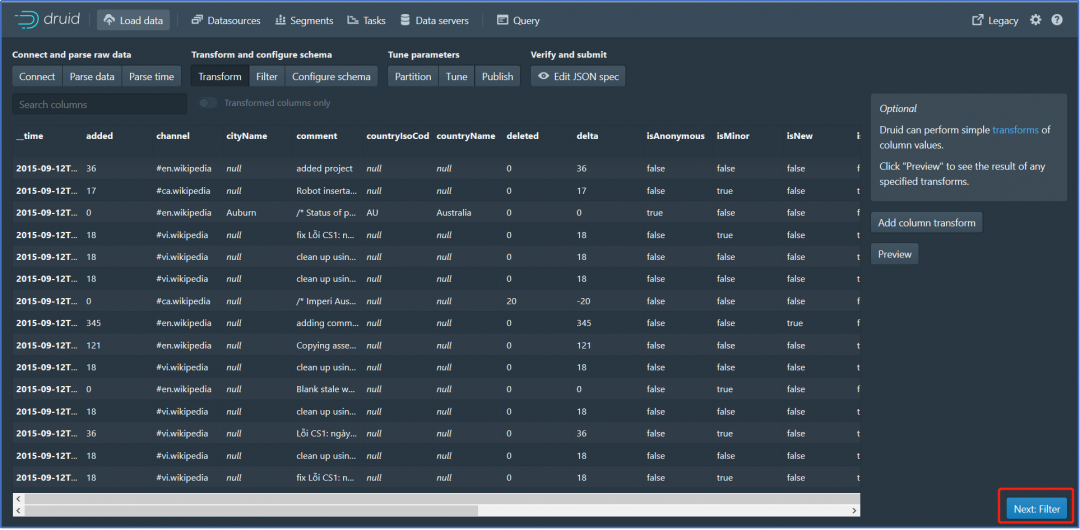 druid Load data Datasources Segments Tasks Data servers Query Legacy
Connect and parse raw data Transform and configure schema Tune parameters Verify and submit
Connect Parse data Parse time Transform Filter Configure schema Partition Tune Publish Edit JSON spec
Search columns Transformed columns only
__time added channel cityName comment countryIsoCod countryName deleted delta isAnonymous isMinor isNew is
2015-09-12T... 36 #en.wikipedia null added project null null 0 36 false false false f
2015-09-12T... 17 #ca.wikipedia null Robot inserta... null null 0 17 false true false t
2015-09-12T... 0 #en.wikipedia Auburn /* Status of p... AU Australia 0 0 true false false f
2015-09-12T... 18 #vi.wikipedia null fix Lỗi CS1: n... null null 0 18 false true false t
2015-09-12T... 18 #vi.wikipedia null clean up usin... null null 0 18 false false false t
2015-09-12T... 18 #vi.wikipedia null clean up usin... null null 0 18 false false false t
2015-09-12T... 0 #ca.wikipedia null /* Imperi Aus... null null 20 -20 false false false f
2015-09-12T... 345 #en.wikipedia null adding comm... null null 0 345 false false true f
2015-09-12T... 121 #en.wikipedia null Copying asse... null null 0 121 false false false t
2015-09-12T... 18 #vi.wikipedia null clean up usin... null null 0 18 false false false t
2015-09-12T... 0 #en.wikipedia null Blank stale w... null null 0 0 false true false t
2015-09-12T... 18 #vi.wikipedia null clean up usin... null null 0 18 false false false t
2015-09-12T... 36 #vi.wikipedia null Lỗi CS1: ngày... null null 0 36 false true false t
2015-09-12T... 18 #vi.wikipedia null clean up usin... null null 0 18 false false false t
2015-09-12T... 18 #vi.wikipedia null fix Lỗi CS1: n... null null 0 18 false true false t
Optional
Druid can perform simple transforms of
column values.
Click "Preview" to see the result of any
specified transforms.
Add column transform
Preview
Next: Filter